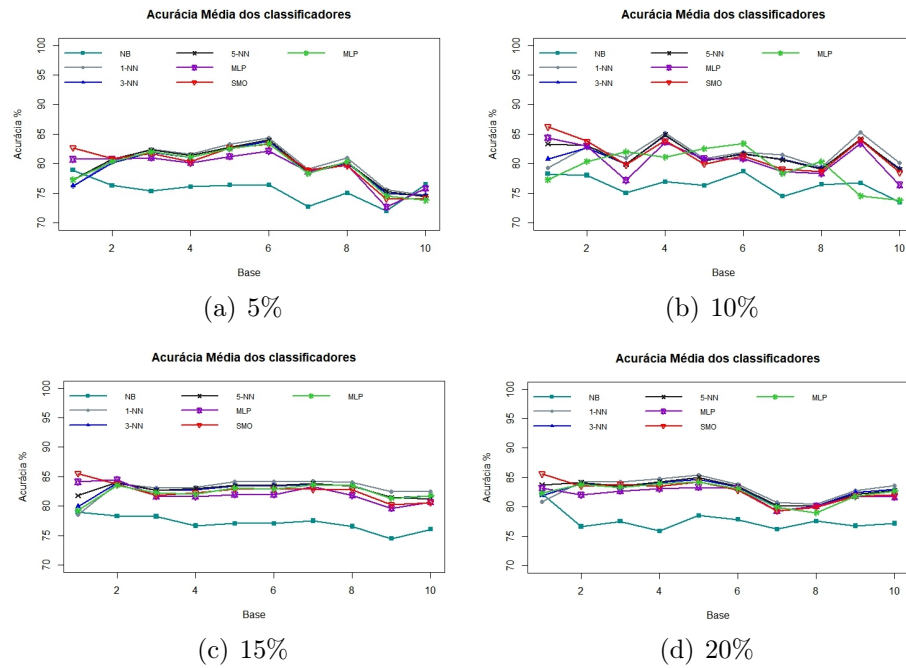 Acurácia Média dos classificadores
100
95
90
85
80
75
70
Acurácia %
NB
1-NN
3-NN
5-NN
MLP
SMO
MLP
2 4 6 8 10
Base
(a) 5%
Acurácia Média dos classificadores
100
95
90
85
80
75
70
Acurácia %
NB
1-NN
3-NN
5-NN
MLP
SMO
MLP
2 4 6 8 10
Base
(b) 10%
Acurácia Média dos classificadores
100
95
90
85
80
75
70
Acurácia %
NB
1-NN
3-NN
5-NN
MLP
SMO
MLP
2 4 6 8 10
Base
(c) 15%
Acurácia Média dos classificadores
100
95
90
85
80
75
70
Acurácia %
NB
1-NN
3-NN
5-NN
MLP
SMO
MLP
2 4 6 8 10
Base
(d) 20%